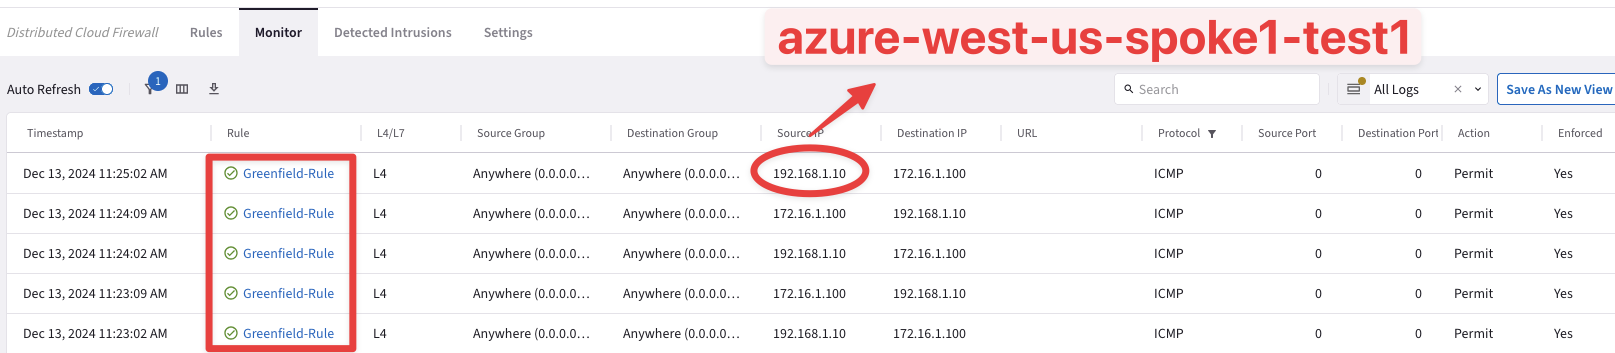 azure-west-us-spoke1-test1
Distributed Cloud Firewall Rules Monitor Detected Intrusions Settings
Auto Refresh 1 Search All Logs Save As New View
Timestamp Rule L4/L7 Source Group Destination Group Source IP Destination IP URL Protocol Source Port Destination Port Action Enforced
Dec 13, 2024 11:25:02 AM Greenfield-Rule L4 Anywhere (0.0.0.0... Anywhere (0.0.0.0... 192.168.1.10 172.16.1.100 ICMP 0 0 Permit Yes
Dec 13, 2024 11:24:09 AM Greenfield-Rule L4 Anywhere (0.0.0.0... Anywhere (0.0.0.0... 172.16.1.100 192.168.1.10 ICMP 0 0 Permit Yes
Dec 13, 2024 11:24:02 AM Greenfield-Rule L4 Anywhere (0.0.0.0... Anywhere (0.0.0.0... 192.168.1.10 172.16.1.100 ICMP 0 0 Permit Yes
Dec 13, 2024 11:23:09 AM Greenfield-Rule L4 Anywhere (0.0.0.0... Anywhere (0.0.0.0... 172.16.1.100 192.168.1.10 ICMP 0 0 Permit Yes
Dec 13, 2024 11:23:02 AM Greenfield-Rule L4 Anywhere (0.0.0.0... Anywhere (0.0.0.0... 192.168.1.10 172.16.1.100 ICMP 0 0 Permit Yes